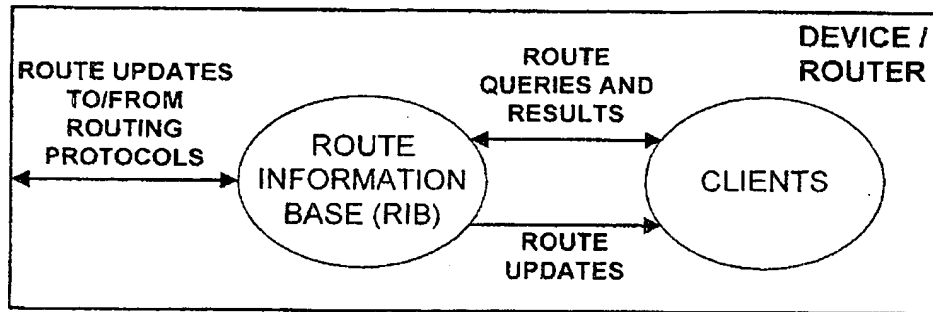 DEVICE /
ROUTER
ROUTE UPDATES
TO/FROM
ROUTING
PROTOCOLS
ROUTE
INFORMATION
BASE (RIB)
ROUTE
QUERIES AND
RESULTS
ROUTE
UPDATES
CLIENTS